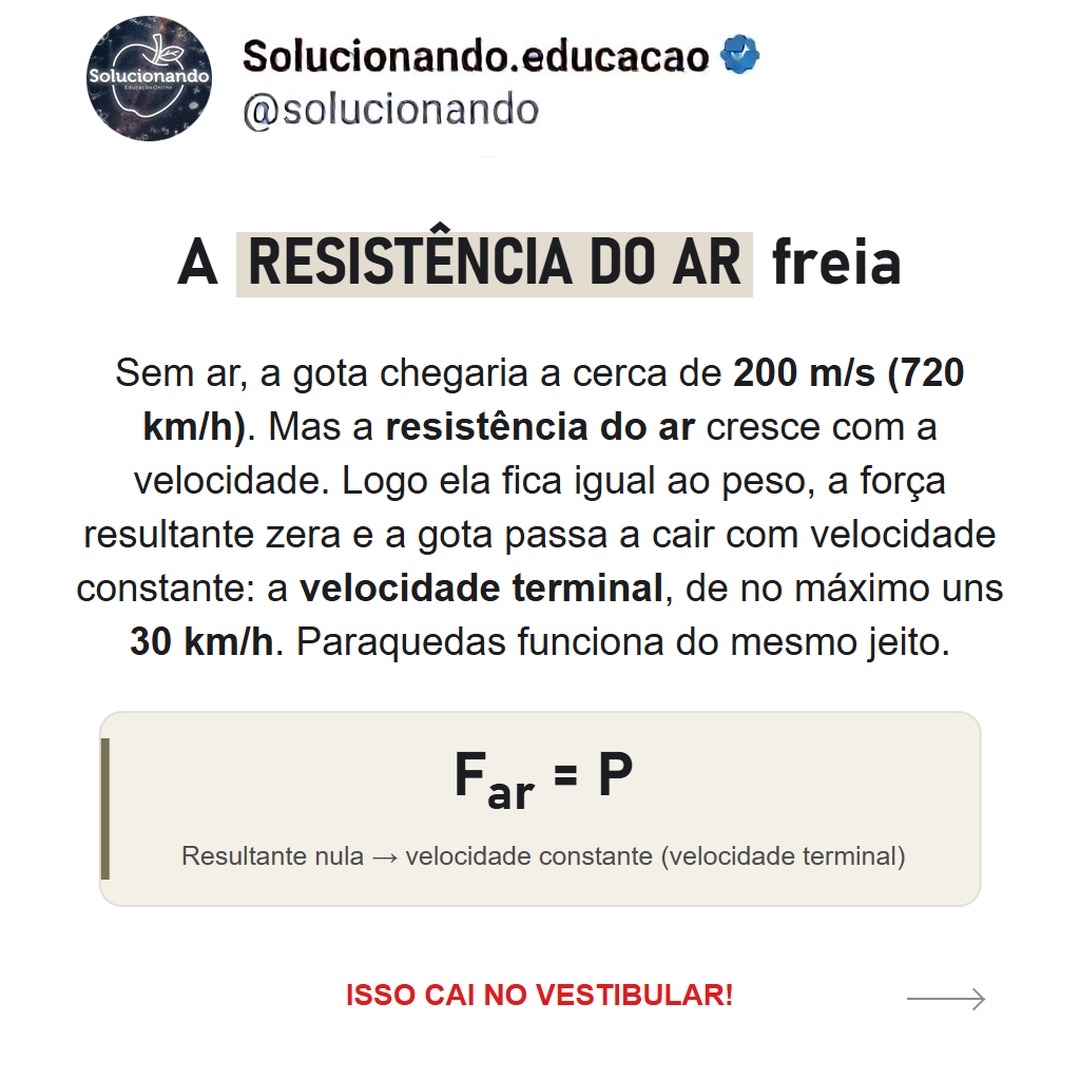 Solucionando
Educação Online
Solucionando.educacao
@solucionando
A RESISTÊNCIA DO AR freia
Sem ar, a gota chegaria a cerca de 200 m/s (720
km/h). Mas a resistência do ar cresce com a
velocidade. Logo ela fica igual ao peso, a força
resultante zera e a gota passa a cair com velocidade
constante: a velocidade terminal, de no máximo uns
30 km/h. Paraquedas funciona do mesmo jeito.
Far = P
Resultante nula → velocidade constante (velocidade terminal)
ISSO CAI NO VESTIBULAR!